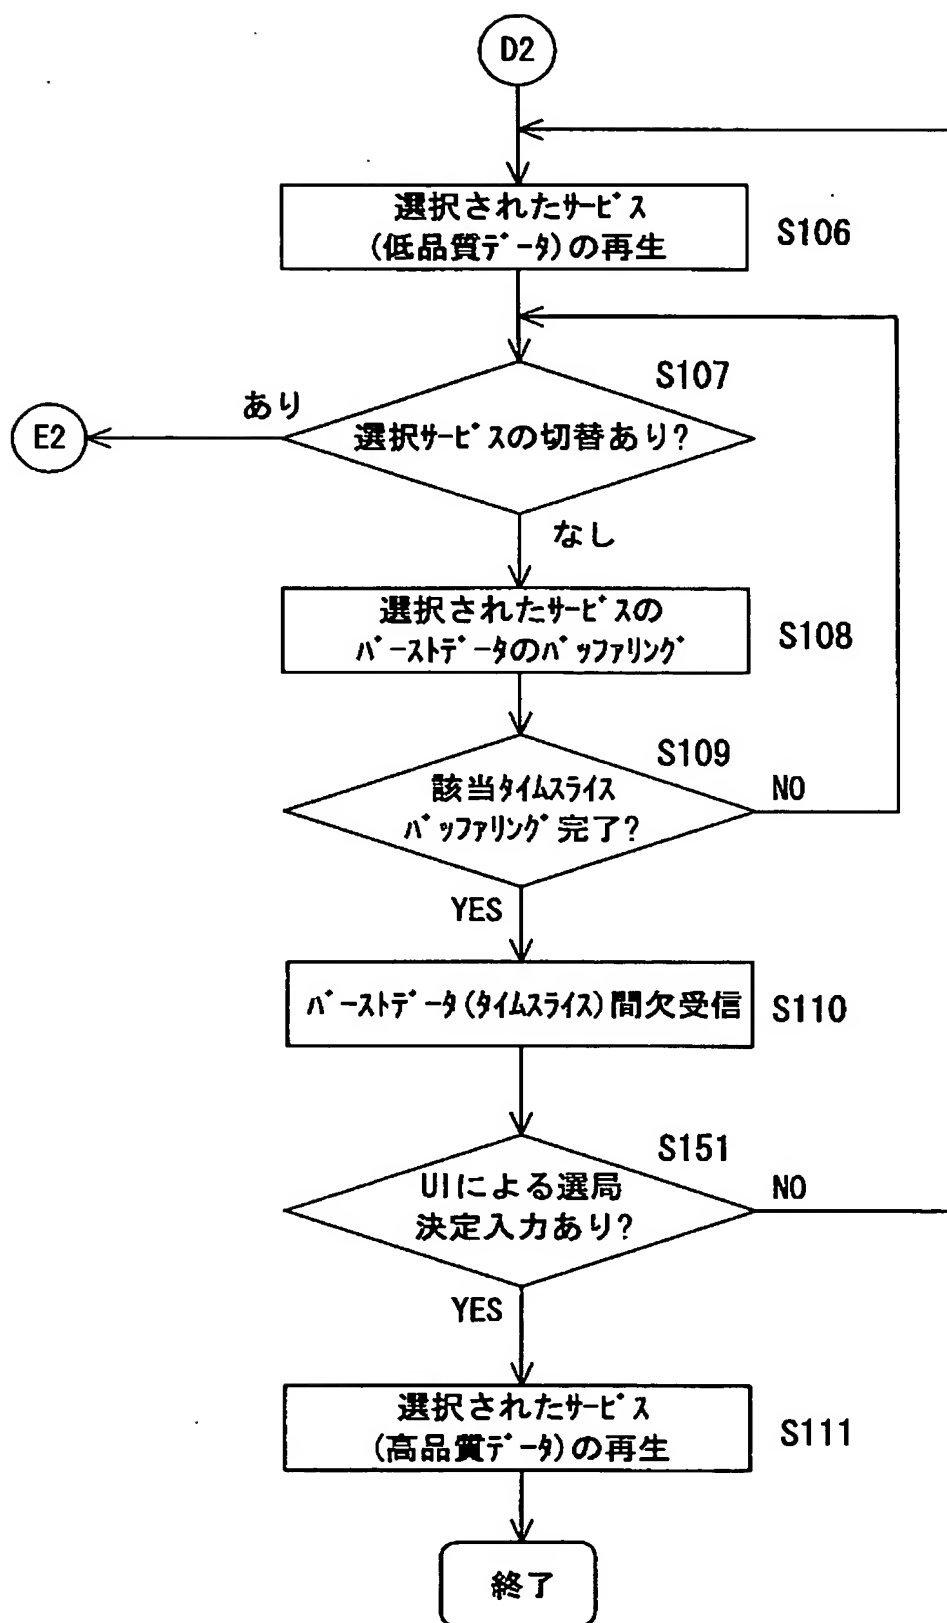 D2
選択されたｻｰﾋﾞｽ
(低品質ﾃﾞｰﾀ)の再生
S106
S107
あり
E2
選択ｻｰﾋﾞｽの切替あり?
なし
選択されたｻｰﾋﾞｽの
ﾊﾞｰｽﾄﾃﾞｰﾀのﾊﾞｯﾌｧﾘﾝｸﾞ
S108
S109
該当ﾀｲﾑｽﾗｲｽ
ﾊﾞｯﾌｧﾘﾝｸﾞ完了?
NO
YES
ﾊﾞｰｽﾄﾃﾞｰﾀ(ﾀｲﾑｽﾗｲｽ)間欠受信
S110
S151
UIによる選局
決定入力あり?
NO
YES
選択されたｻｰﾋﾞｽ
(高品質ﾃﾞｰﾀ)の再生
S111
終了